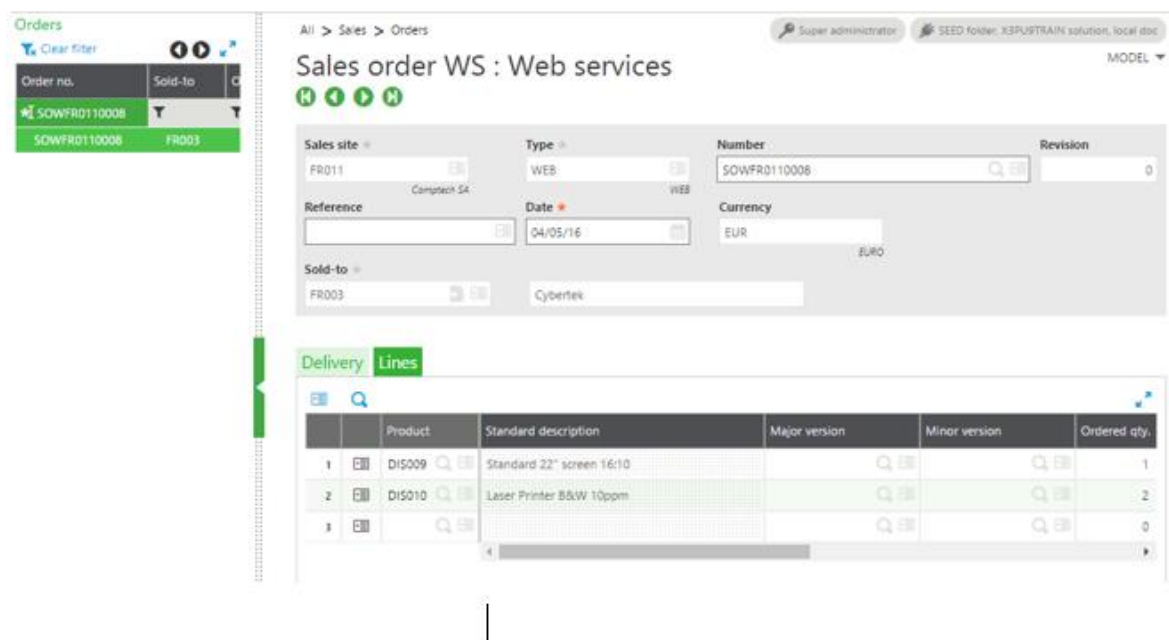 Orders
Clear filter
Order no. Sold-to
SOWFR0110008
SOWFR0110008 FR003
All > Sales > Orders
Super administrator
SEED folder, X3PU9TRAIN solution, local doc
MODEL
Sales order WS : Web services
Sales site Type Number Revision
FR011 WEB SOWFR0110008 0
Comptech SA WEB
Reference Date Currency
04/05/16 EUR
EURO
Sold-to
FR003 Cybertek
Delivery Lines
Product Standard description Major version Minor version Ordered qty.
1 DIS009 Standard 22" screen 16:10 1
2 DIS010 Laser Printer B&W 10ppm 2
3 0